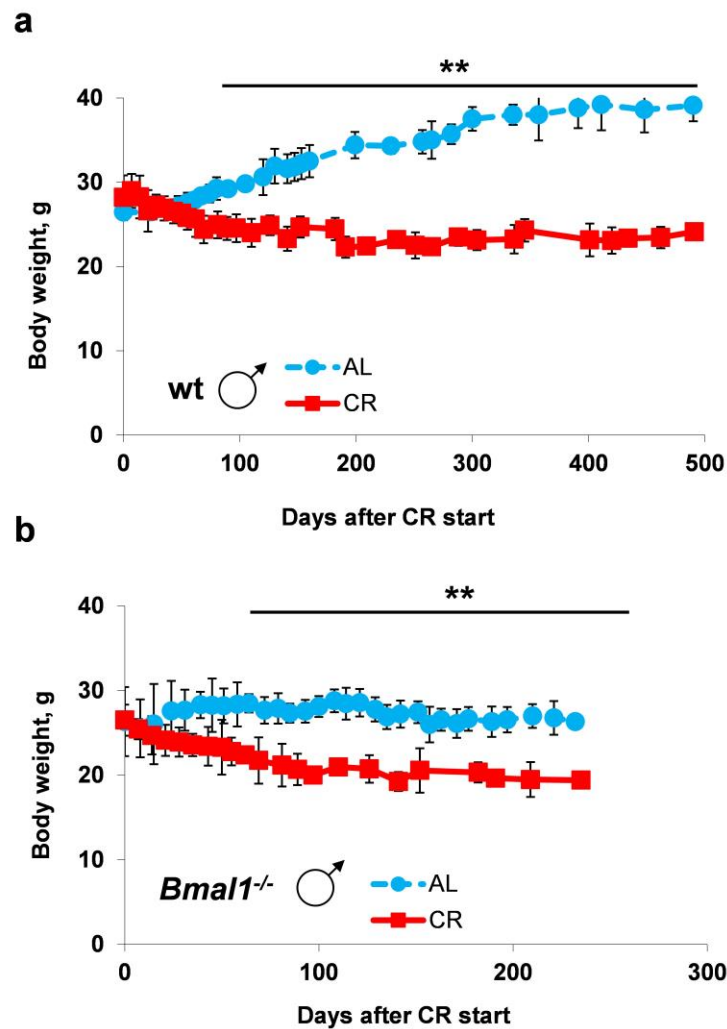 a
**
40
30
20
10
0
Body weight, g
wt
AL
CR
0 100 200 300 400 500
Days after CR start
b
**
40
30
20
10
0
Body weight, g
Bmal1-/-
AL
CR
0 100 200 300
Days after CR start